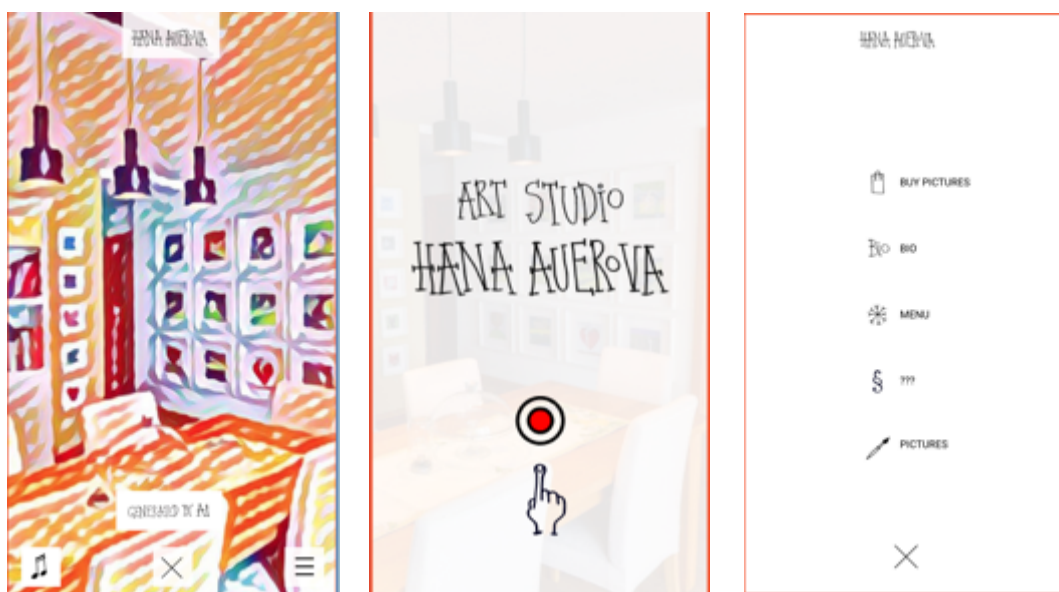 HANA AUEROVA
GENERATED BY AI
ART STUDIO
HANA AUEROVA
HANA AUEROVA
BUY PICTURES
BIO BIO
MENU
§ ???
PICTURES